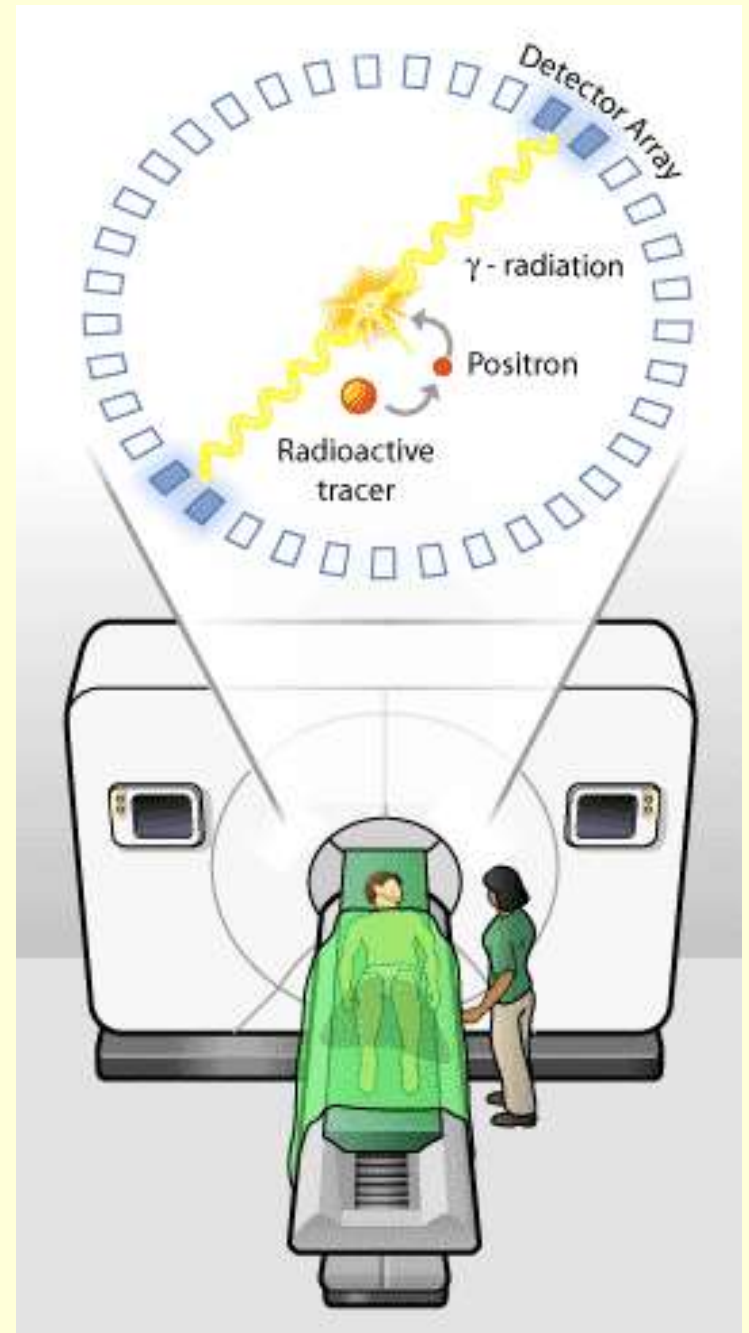 Detector Array
γ - radiation
Positron
Radioactive
tracer